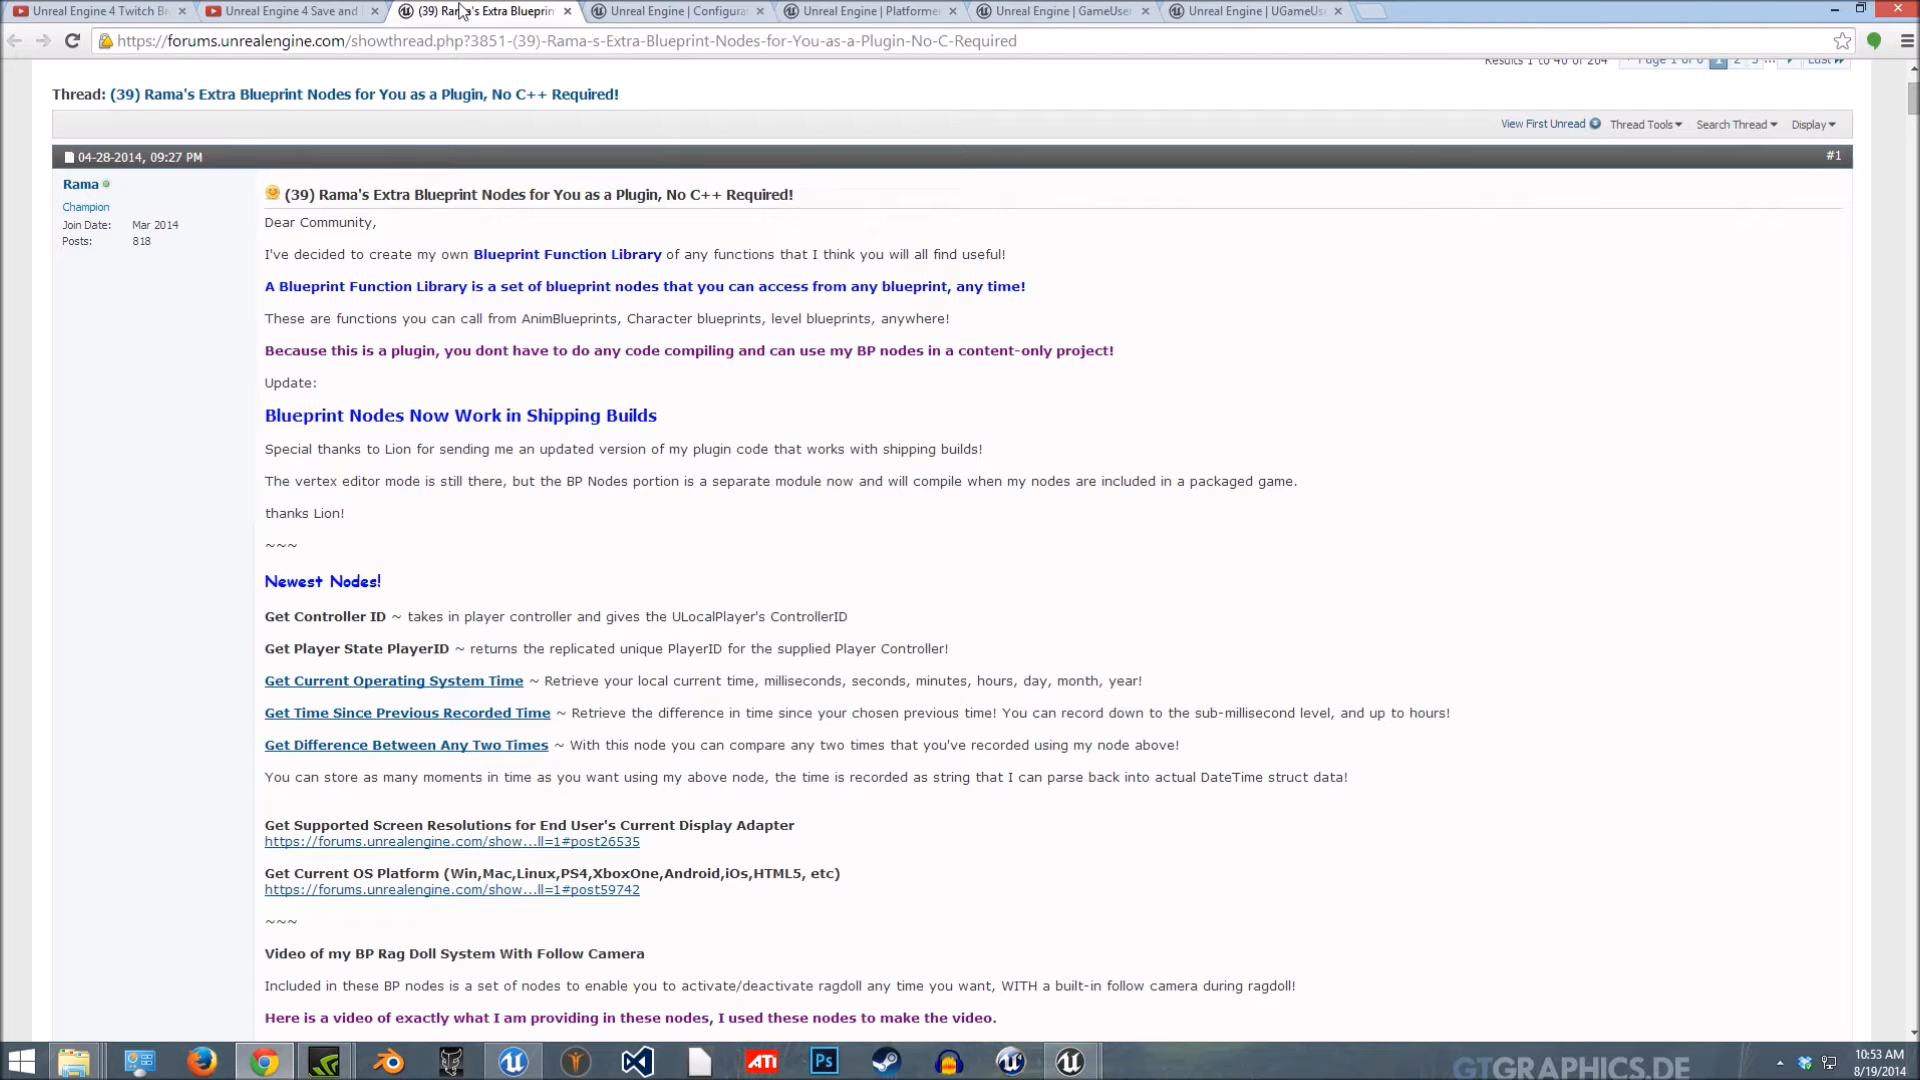 Unreal Engine 4 Twitch Br
Unreal Engine 4 Save and
(39) Rama's Extra Blueprin
Unreal Engine | Configura
Unreal Engine | Platforme
Unreal Engine | GameUser
Unreal Engine | UGameUs
https://forums.unrealengine.com/showthread.php?3851-(39)-Rama-s-Extra-Blueprint-Nodes-for-You-as-a-Plugin-No-C-Required
Results 1 to 40 of 204 Page 1 of 6 1 2 3 ... Last
Thread: (39) Rama's Extra Blueprint Nodes for You as a Plugin, No C++ Required!
View First Unread Thread Tools Search Thread Display
04-28-2014, 09:27 PM #1
Rama
Champion
Join Date: Mar 2014
Posts: 818
(39) Rama's Extra Blueprint Nodes for You as a Plugin, No C++ Required!
Dear Community,
I've decided to create my own Blueprint Function Library of any functions that I think you will all find useful!
A Blueprint Function Library is a set of blueprint nodes that you can access from any blueprint, any time!
These are functions you can call from AnimBlueprints, Character blueprints, level blueprints, anywhere!
Because this is a plugin, you dont have to do any code compiling and can use my BP nodes in a content-only project!
Update:
Blueprint Nodes Now Work in Shipping Builds
Special thanks to Lion for sending me an updated version of my plugin code that works with shipping builds!
The vertex editor mode is still there, but the BP Nodes portion is a separate module now and will compile when my nodes are included in a packaged game.
thanks Lion!
~~~
Newest Nodes!
Get Controller ID ~ takes in player controller and gives the ULocalPlayer's ControllerID
Get Player State PlayerID ~ returns the replicated unique PlayerID for the supplied Player Controller!
Get Current Operating System Time ~ Retrieve your local current time, milliseconds, seconds, minutes, hours, day, month, year!
Get Time Since Previous Recorded Time ~ Retrieve the difference in time since your chosen previous time! You can record down to the sub-millisecond level, and up to hours!
Get Difference Between Any Two Times ~ With this node you can compare any two times that you've recorded using my node above!
You can store as many moments in time as you want using my above node, the time is recorded as string that I can parse back into actual DateTime struct data!
Get Supported Screen Resolutions for End User's Current Display Adapter
https://forums.unrealengine.com/show...ll=1#post26535
Get Current OS Platform (Win,Mac,Linux,PS4,XboxOne,Android,iOs,HTML5, etc)
https://forums.unrealengine.com/show...ll=1#post59742
~~~
Video of my BP Rag Doll System With Follow Camera
Included in these BP nodes is a set of nodes to enable you to activate/deactivate ragdoll any time you want, WITH a built-in follow camera during ragdoll!
Here is a video of exactly what I am providing in these nodes, I used these nodes to make the video.
ATI
Ps
GTGRAPHICS.DE
10:53 AM
8/19/2014